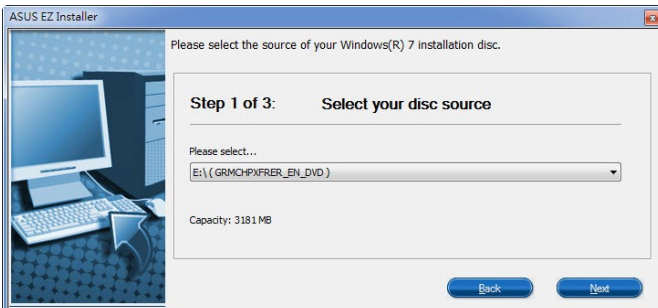 ASUS EZ Installer
Please select the source of your Windows(R) 7 installation disc.
Step 1 of 3: Select your disc source
Please select...
E:\ ( GRMCHPXFRER_EN_DVD )
Capacity: 3181 MB
Back Next